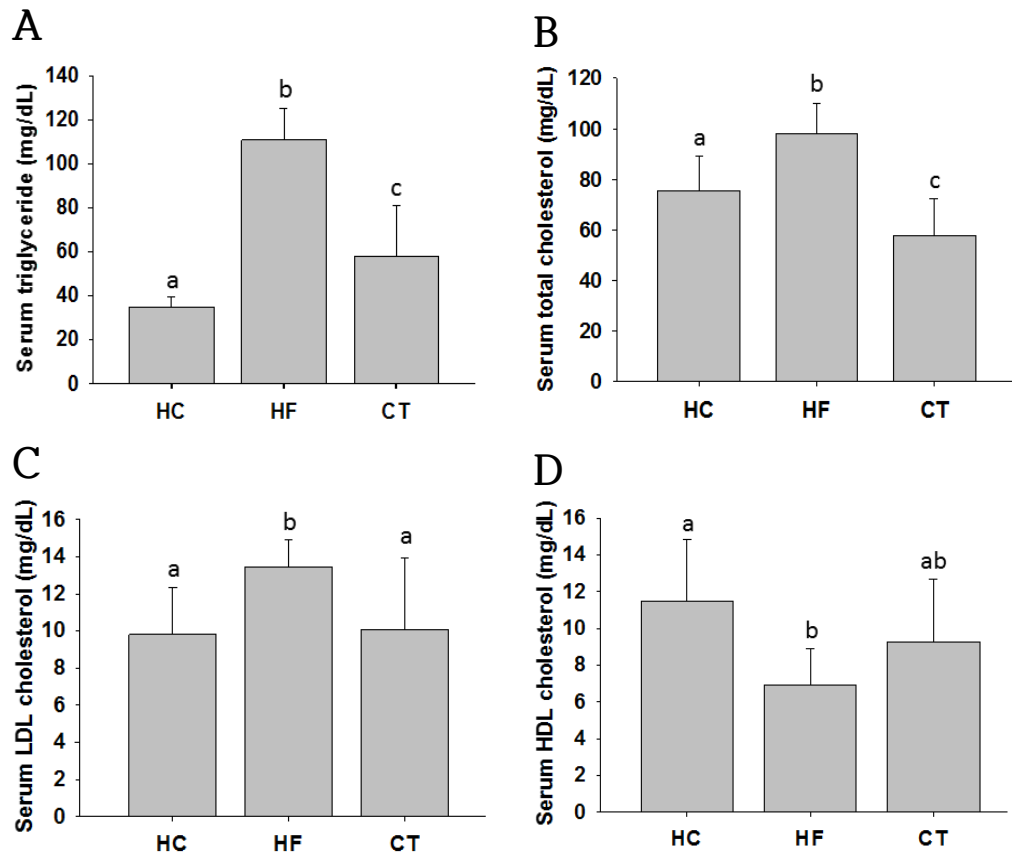 A
Serum triglyceride (mg/dL)
140
120
100
80
60
40
20
0
a
b
c
HC HF CT
B
Serum total cholesterol (mg/dL)
120
100
80
60
40
20
0
a
b
c
HC HF CT
C
Serum LDL cholesterol (mg/dL)
16
14
12
10
8
6
4
2
0
a
b
a
HC HF CT
D
Serum HDL cholesterol (mg/dL)
16
14
12
10
8
6
4
2
0
a
b
ab
HC HF CT